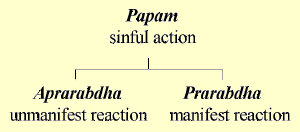 Papam
sinful action
Aprarabdha Prarabdha
unmanifest reaction manifest reaction